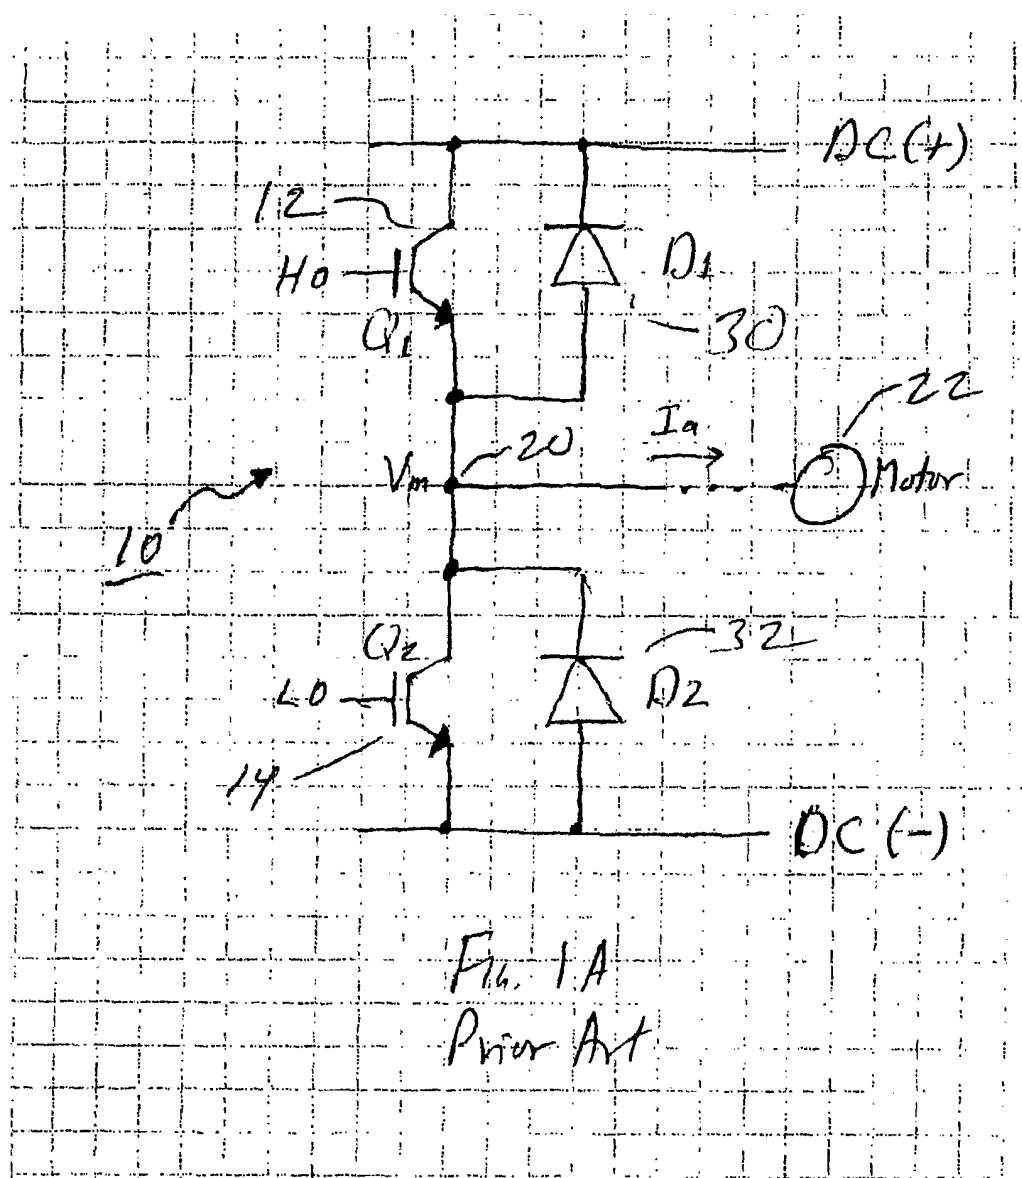 DC(+)
12
HO
D1
Q1
30
22
Ia
20
Vm
Motor
10
Q2
32
LO
D2
14
DC(-)
Fig. 1A
Prior Art